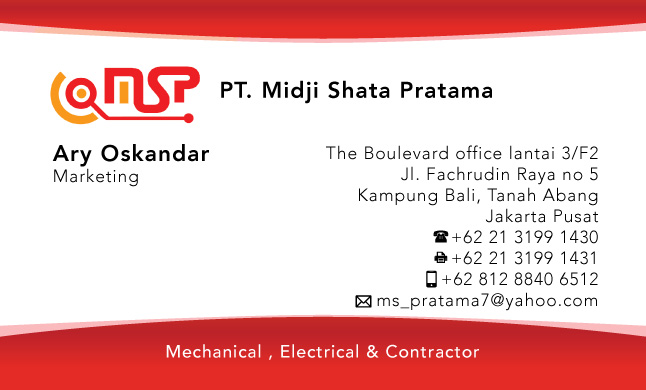 msp PT. Midji Shata Pratama
Ary Oskandar
Marketing
The Boulevard office lantai 3/F2
Jl. Fachrudin Raya no 5
Kampung Bali, Tanah Abang
Jakarta Pusat
+62 21 3199 1430
+62 21 3199 1431
+62 812 8840 6512
ms_pratama7@yahoo.com
Mechanical , Electrical & Contractor